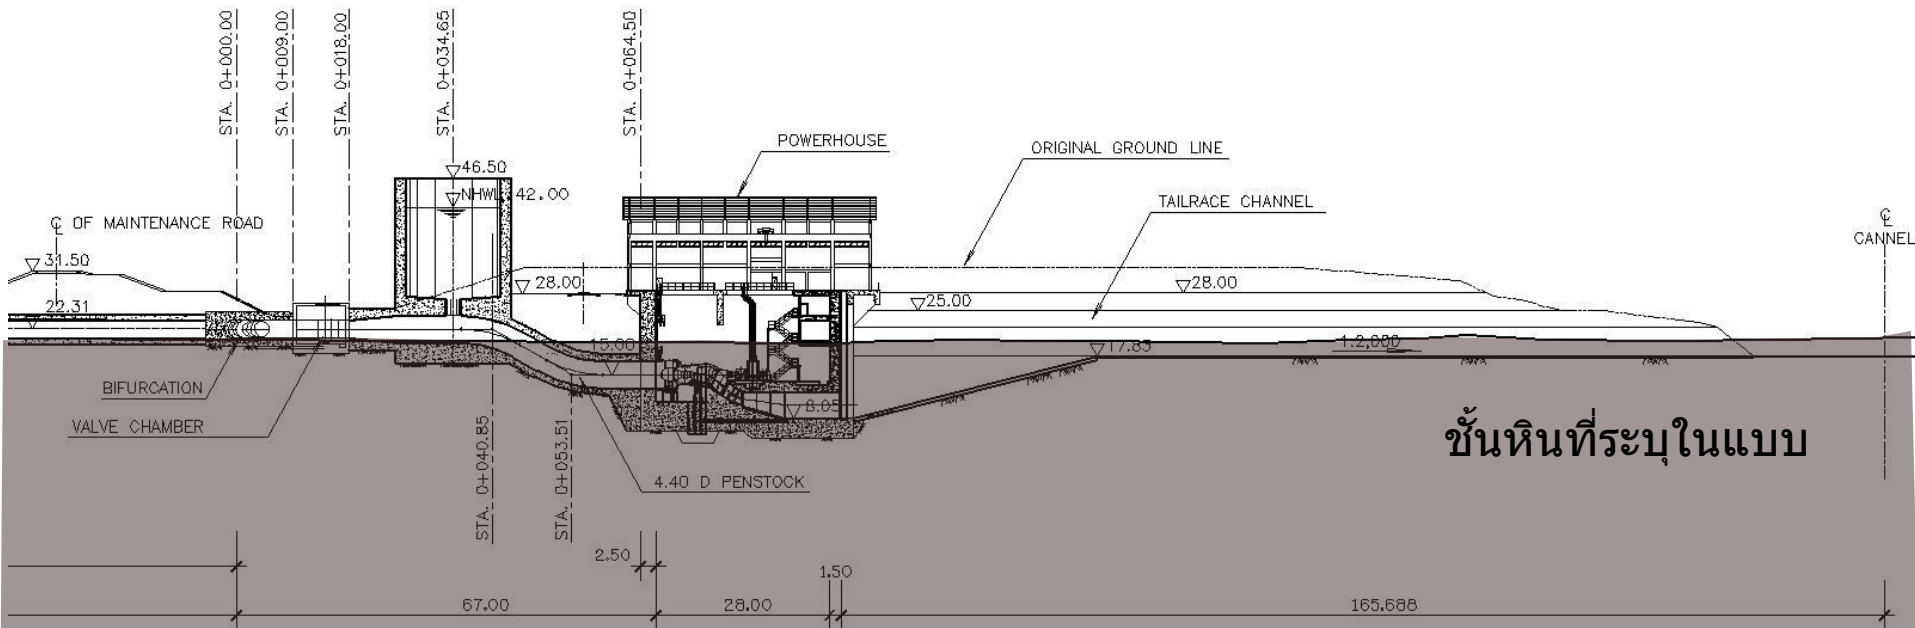 STA. 0+000.00
STA. 0+009.00
STA. 0+018.00
STA. 0+034.65
STA. 0+064.50
POWERHOUSE
ORIGINAL GROUND LINE
46.50
NHWL 42.00
TAILRACE CHANNEL
℄ OF MAINTENANCE ROAD
℄
CANNEL
31.50
28.00
28.00
25.00
22.31
15.00
17.85
1:2,000
BIFURCATION
8.05
VALVE CHAMBER
ชั้นหินที่ระบุในแบบ
STA. 0+040.85
STA. 0+053.51
4.40 D PENSTOCK
2.50
1.50
67.00
28.00
165.688